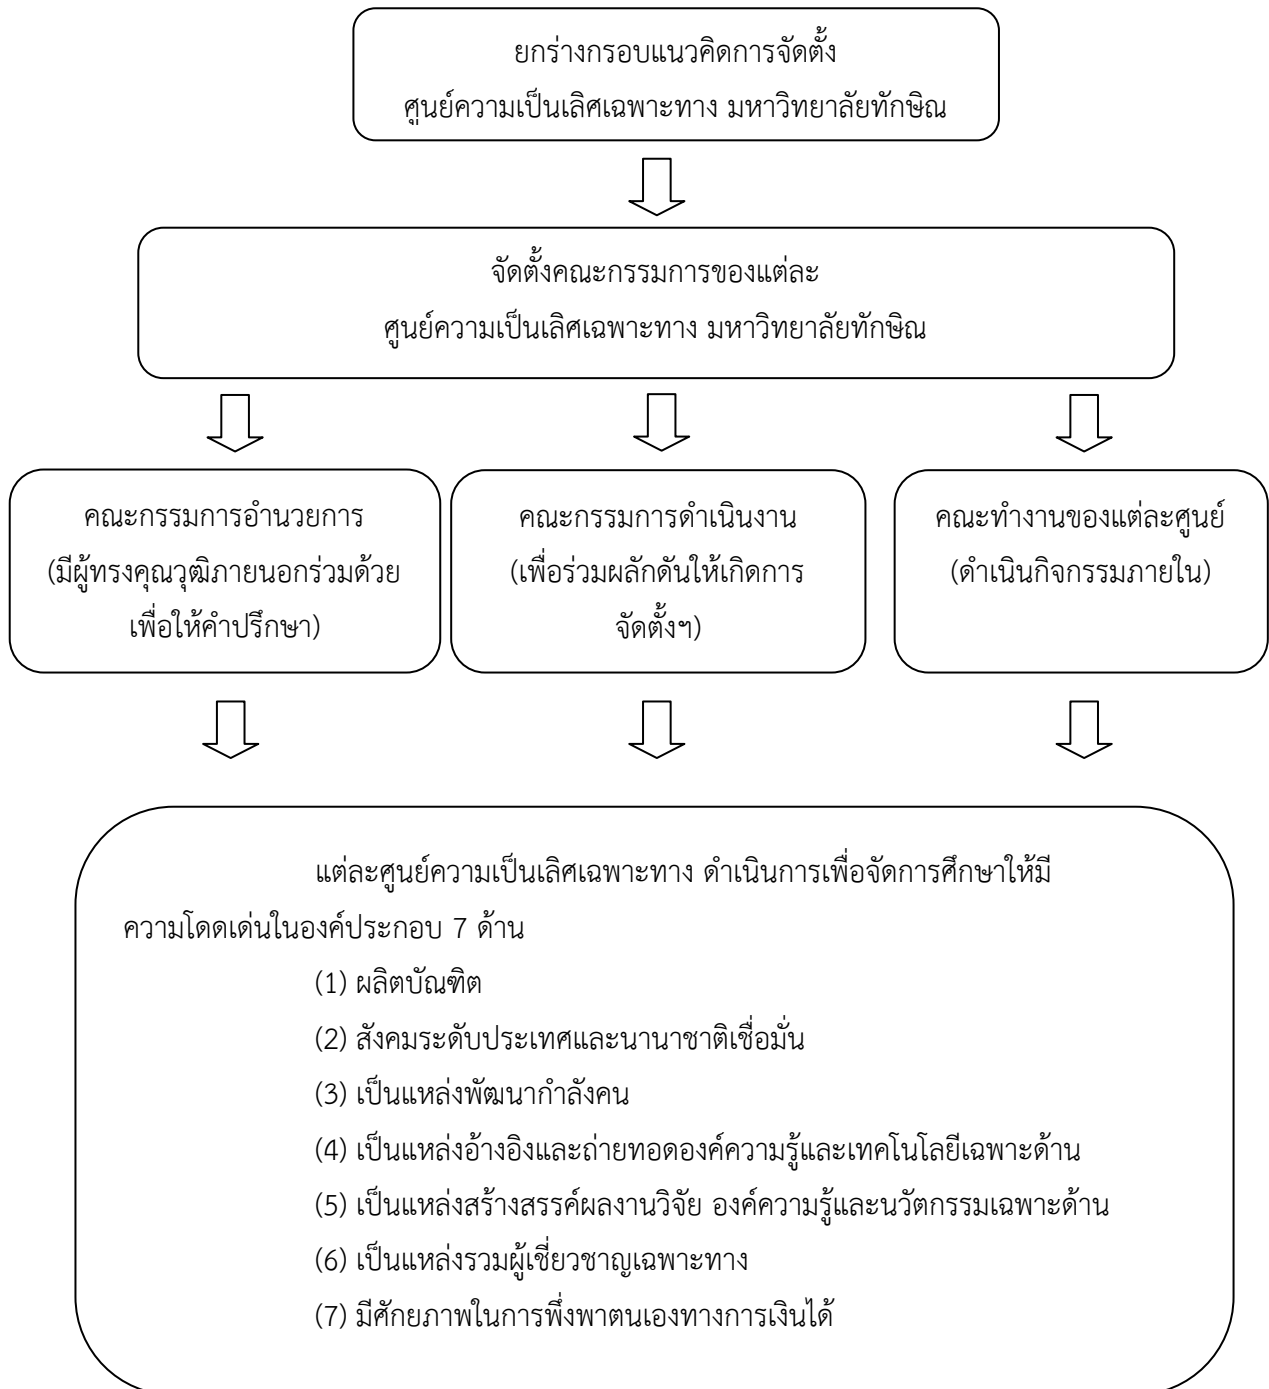 ยกร่างกรอบแนวคิดการจัดตั้ง
ศูนย์ความเป็นเลิศเฉพาะทาง มหาวิทยาลัยทักษิณ
จัดตั้งคณะกรรมการของแต่ละ
ศูนย์ความเป็นเลิศเฉพาะทาง มหาวิทยาลัยทักษิณ
คณะกรรมการอำนวยการ
(มีผู้ทรงคุณวุฒิภายนอกร่วมด้วย
เพื่อให้คำปรึกษา)
คณะกรรมการดำเนินงาน
(เพื่อร่วมผลักดันให้เกิดการ
จัดตั้งฯ)
คณะทำงานของแต่ละศูนย์
(ดำเนินกิจกรรมภายใน)
แต่ละศูนย์ความเป็นเลิศเฉพาะทาง ดำเนินการเพื่อจัดการศึกษาให้มี
ความโดดเด่นในองค์ประกอบ 7 ด้าน
(1) ผลิตบัณฑิต
(2) สังคมระดับประเทศและนานาชาติเชื่อมั่น
(3) เป็นแหล่งพัฒนากำลังคน
(4) เป็นแหล่งอ้างอิงและถ่ายทอดองค์ความรู้และเทคโนโลยีเฉพาะด้าน
(5) เป็นแหล่งสร้างสรรค์ผลงานวิจัย องค์ความรู้และนวัตกรรมเฉพาะด้าน
(6) เป็นแหล่งรวมผู้เชี่ยวชาญเฉพาะทาง
(7) มีศักยภาพในการพึ่งพาตนเองทางการเงินได้